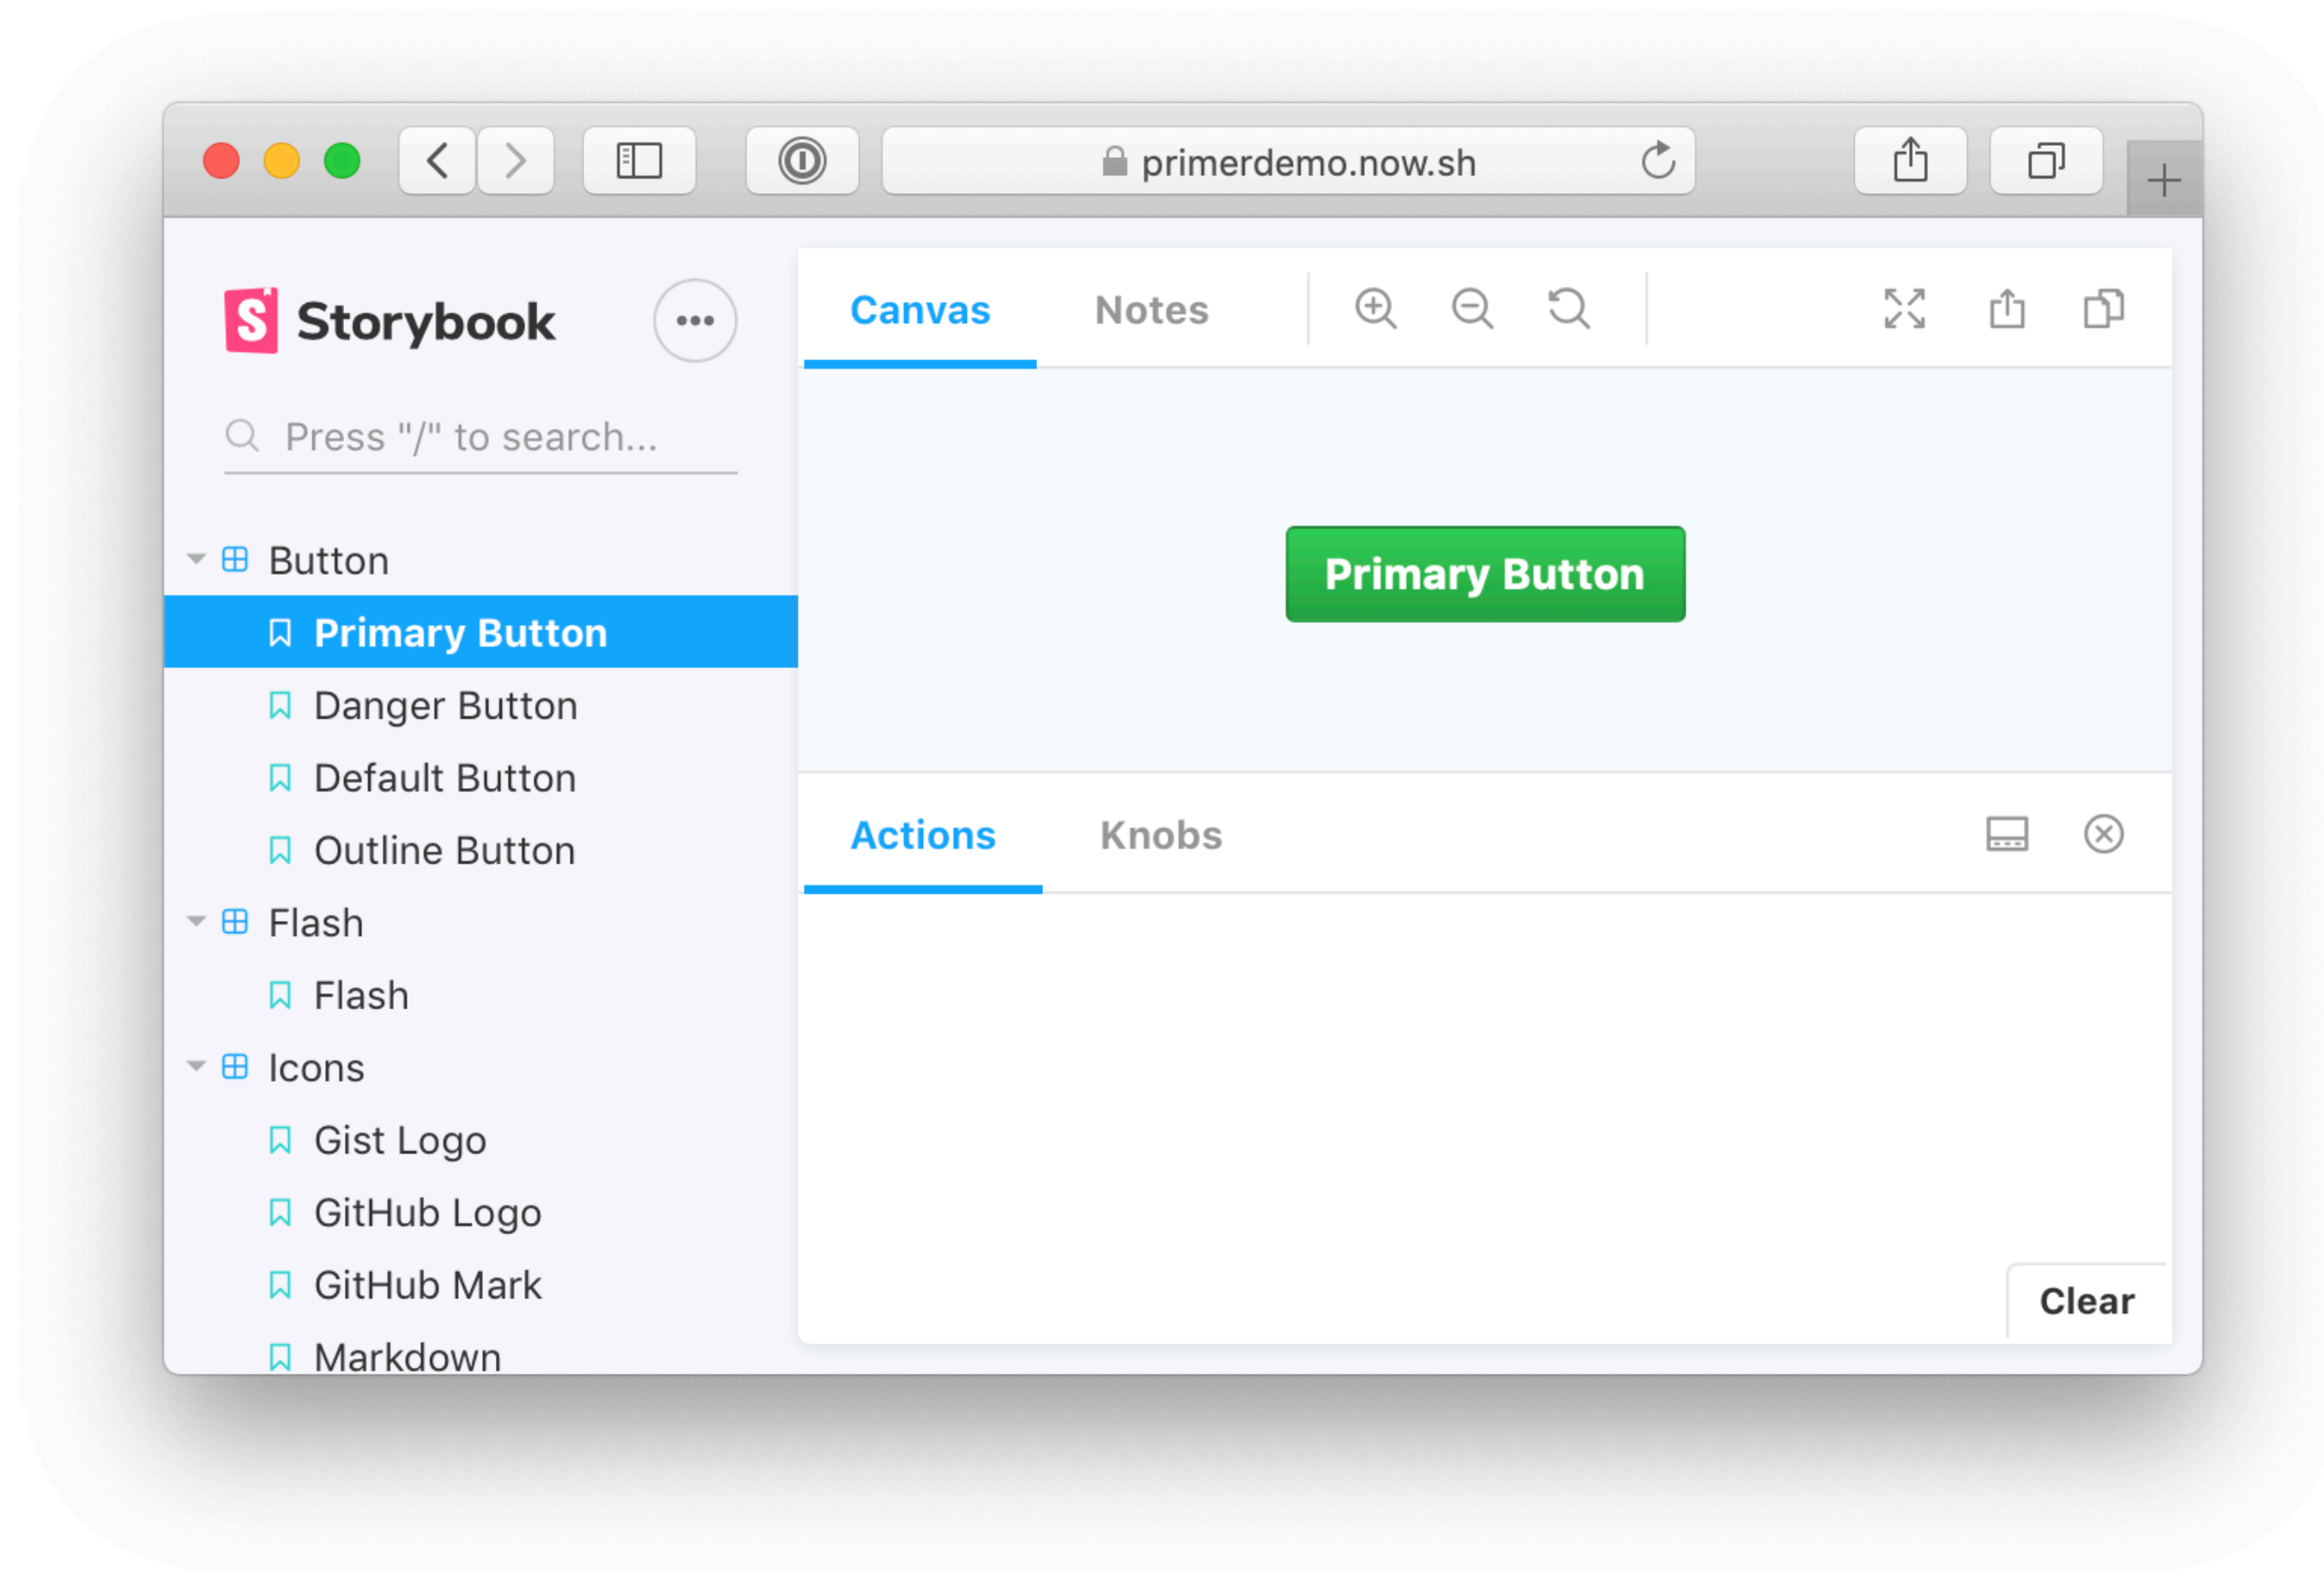 primerdemo.now.sh
Storybook
Press "/" to search...
Button
Primary Button
Danger Button
Default Button
Outline Button
Flash
Flash
Icons
Gist Logo
GitHub Logo
GitHub Mark
Markdown
Canvas Notes
Primary Button
Actions Knobs
Clear